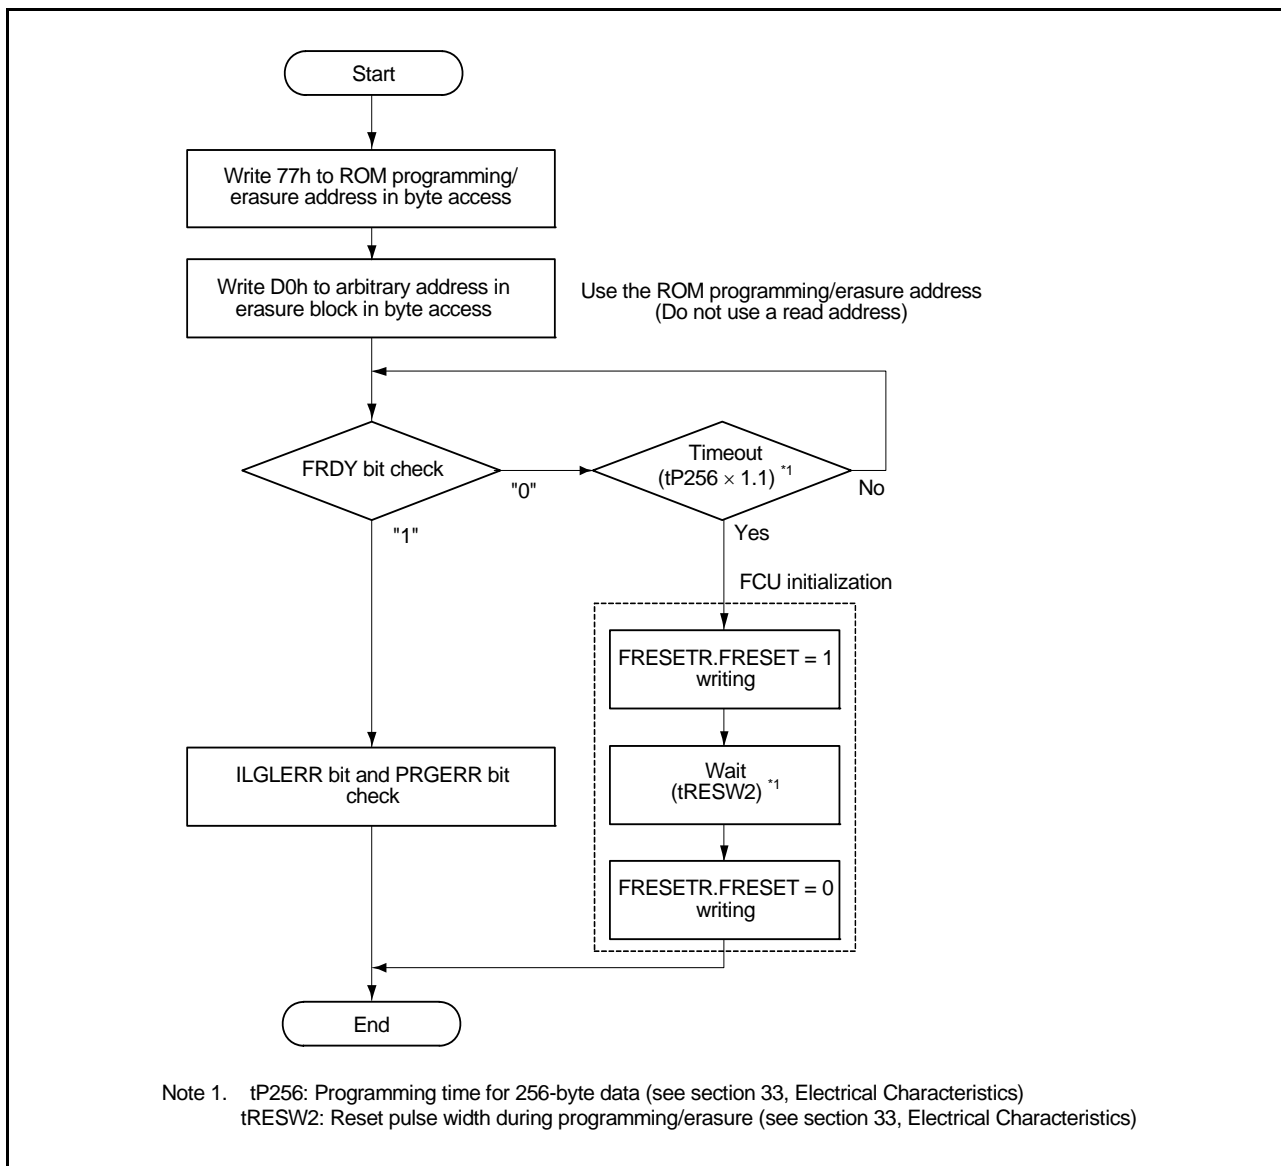 Start
Write 77h to ROM programming/
erasure address in byte access
Write D0h to arbitrary address in
erasure block in byte access
Use the ROM programming/erasure address
(Do not use a read address)
FRDY bit check
"0"
"1"
Timeout
(tP256 × 1.1) *1
No
Yes
FCU initialization
FRESETR.FRESET = 1
writing
Wait
(tRESW2) *1
FRESETR.FRESET = 0
writing
ILGLERR bit and PRGERR bit
check
End
Note 1. tP256: Programming time for 256-byte data (see section 33, Electrical Characteristics)
tRESW2: Reset pulse width during programming/erasure (see section 33, Electrical Characteristics)